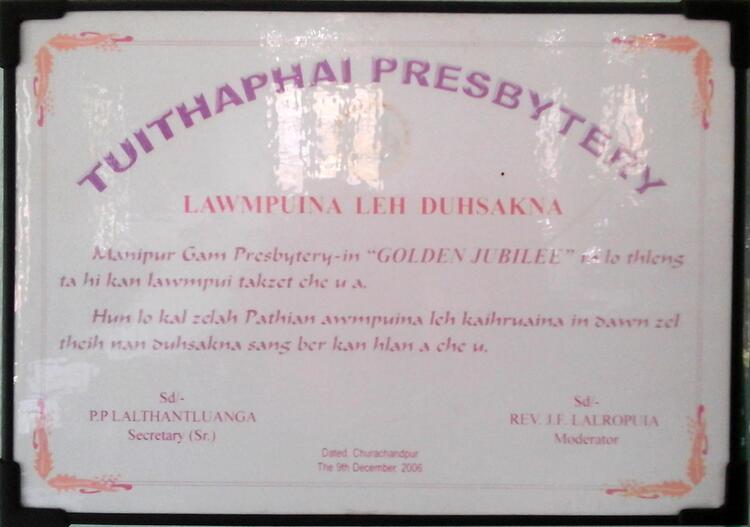 TUITHAPHAI PRESBYTERY
LAWMPUINA LEH DUHSAKNA
Manipur Gam Presbytery-in “GOLDEN JUBILEE” lo thleng
ta hi kan lawmpui takzet che u a.
Hun lo kal zelah Pathian awmpuina leh kaihruaina in dawn zel
theih nan duhsakna sang ber kan hlan a che u.
Sd/-
P.P LALTHANTLUANGA
Secretary (Sr.)
Sd/-
REV. J.F. LALROPUIA
Moderator
Dated, Churachandpur
The 9th December, 2006